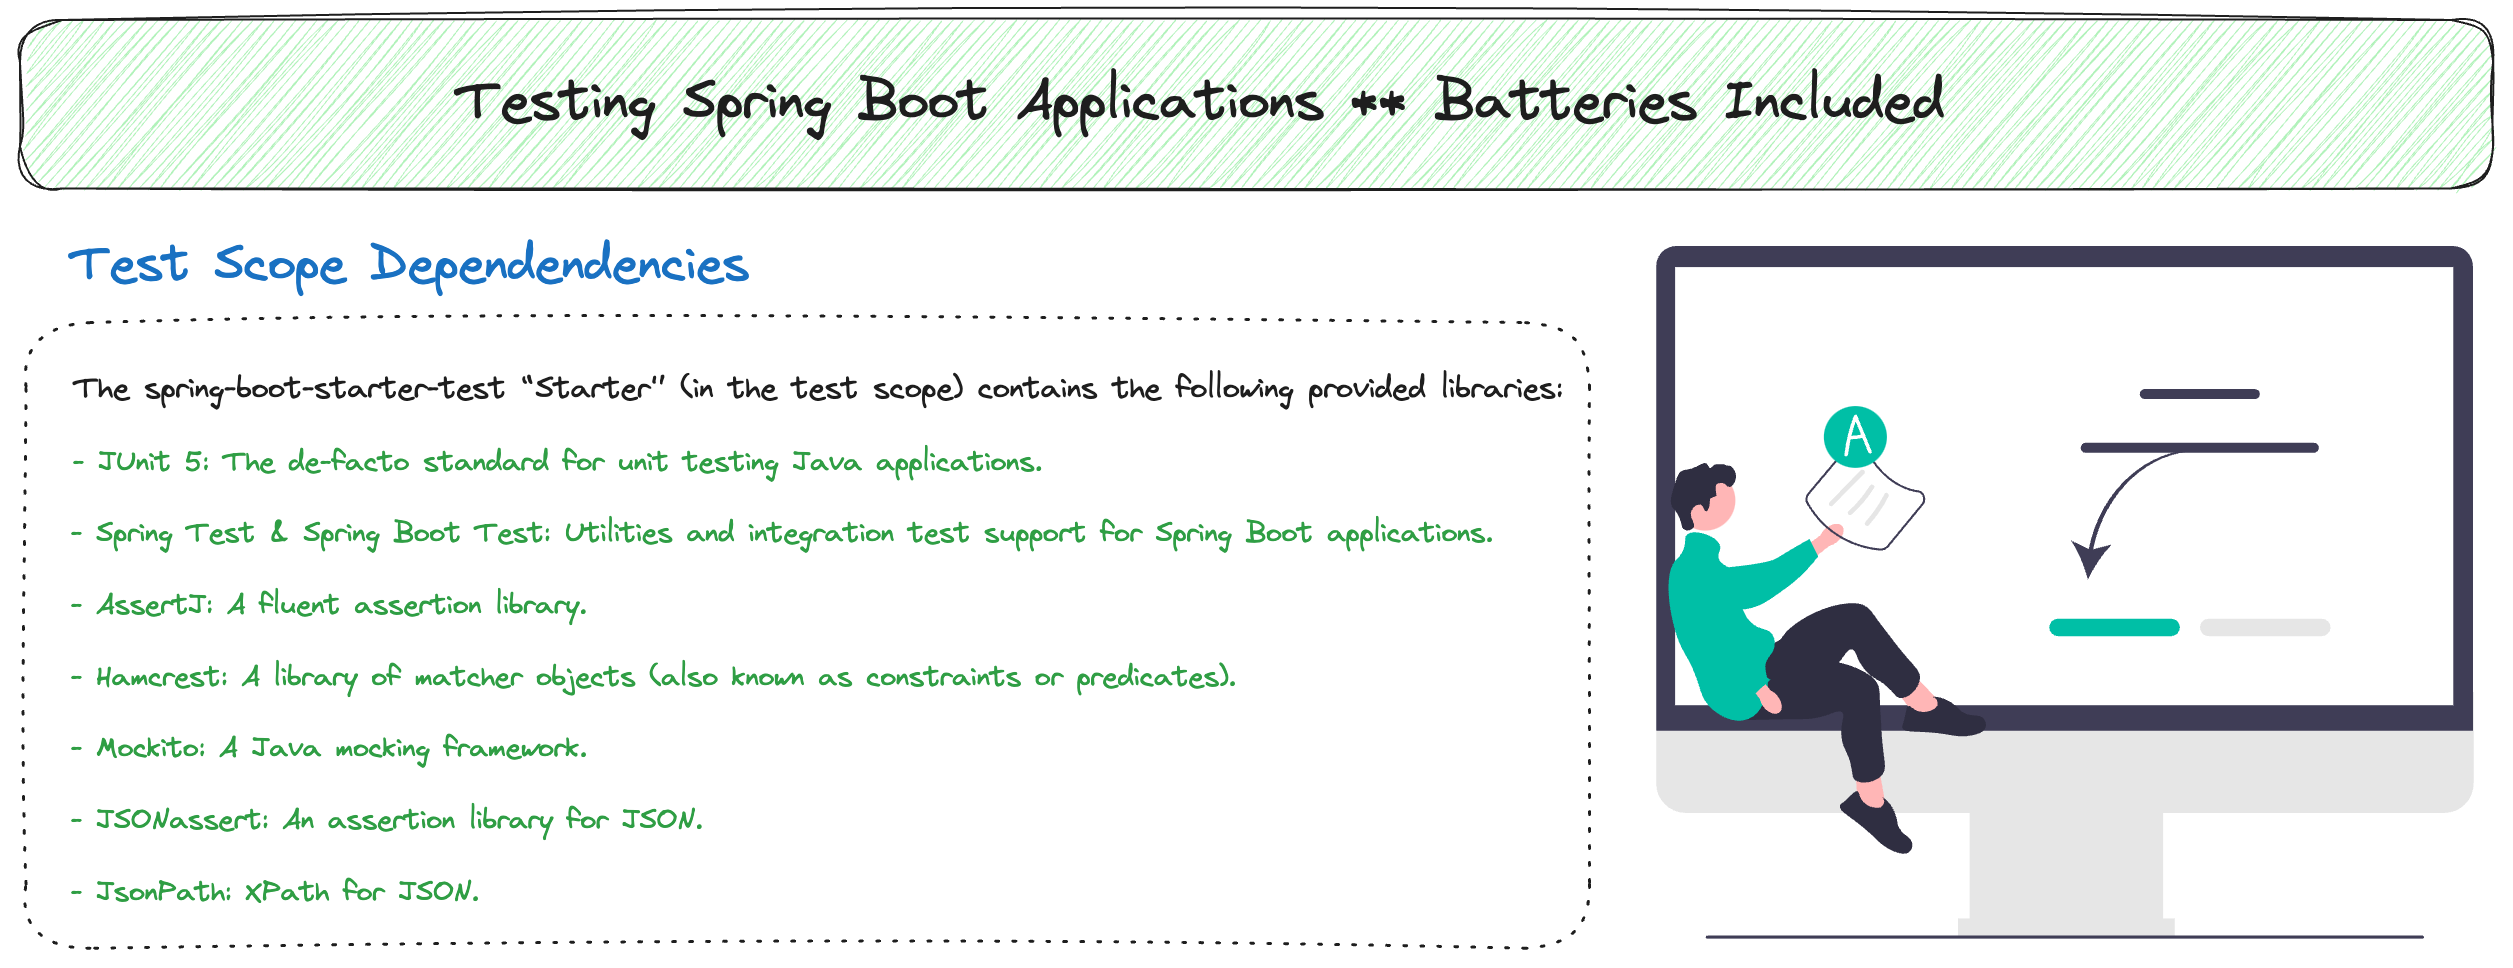 Testing Spring Boot Applications ** Batteries Included
Test Scope Dependendencies
The spring-boot-starter-test "Starter" (in the test scope) contains the following provided libraries:
- JUnit 5: The de-facto standard for unit testing Java applications.
- Spring Test & Spring Boot Test: Utilities and integration test support for Spring Boot applications.
- AssertJ: A fluent assertion library.
- Hamcrest: A library of matcher objects (also known as constraints or predicates).
- Mockito: A Java mocking framework.
- JSONassert: An assertion library for JSON.
- JsonPath: XPath for JSON.
A